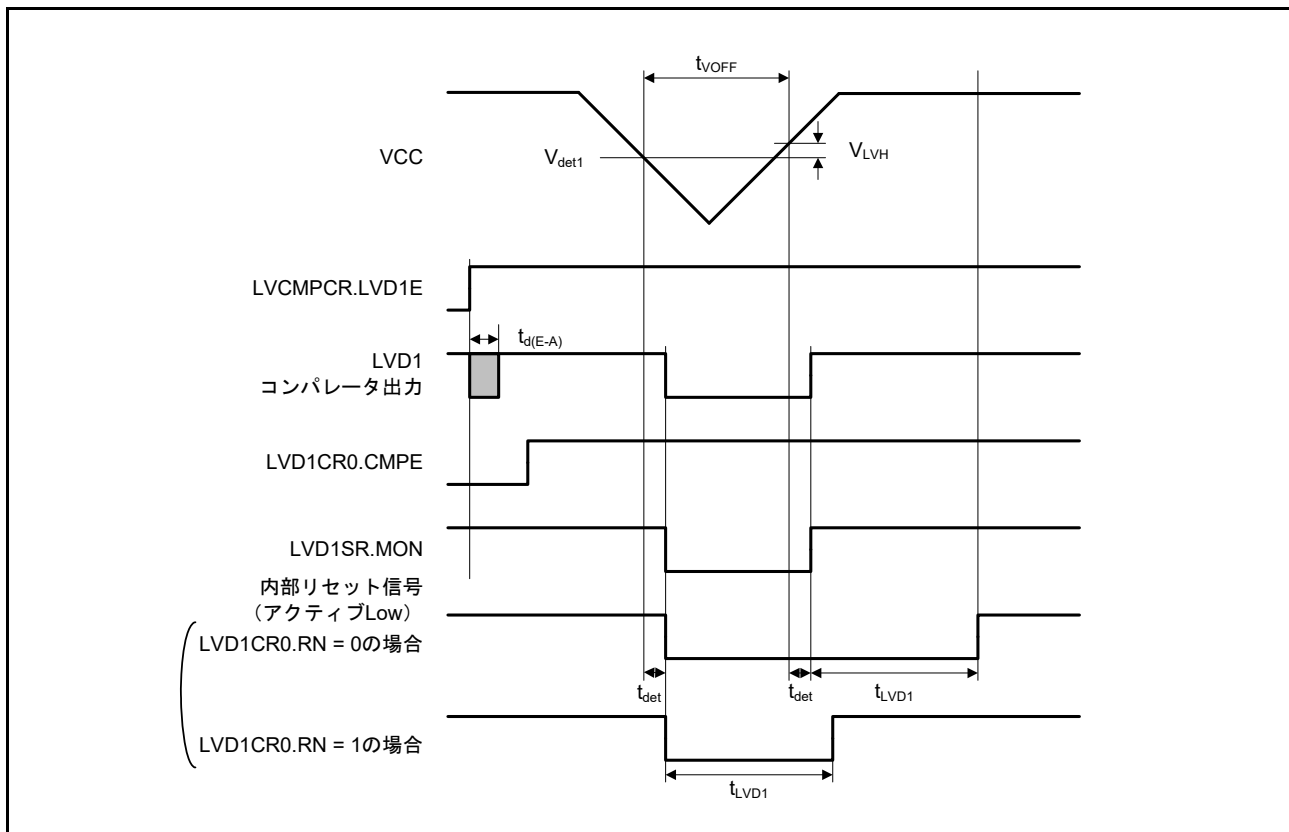 tVOFF
VCC
Vdet1
VLVH
LVCMPCR.LVD1E
td(E-A)
LVD1
コンパレータ出力
LVD1CR0.CMPE
LVD1SR.MON
内部リセット信号
（アクティブLow）
LVD1CR0.RN = 0の場合
tdet
tdet
tLVD1
LVD1CR0.RN = 1の場合
tLVD1